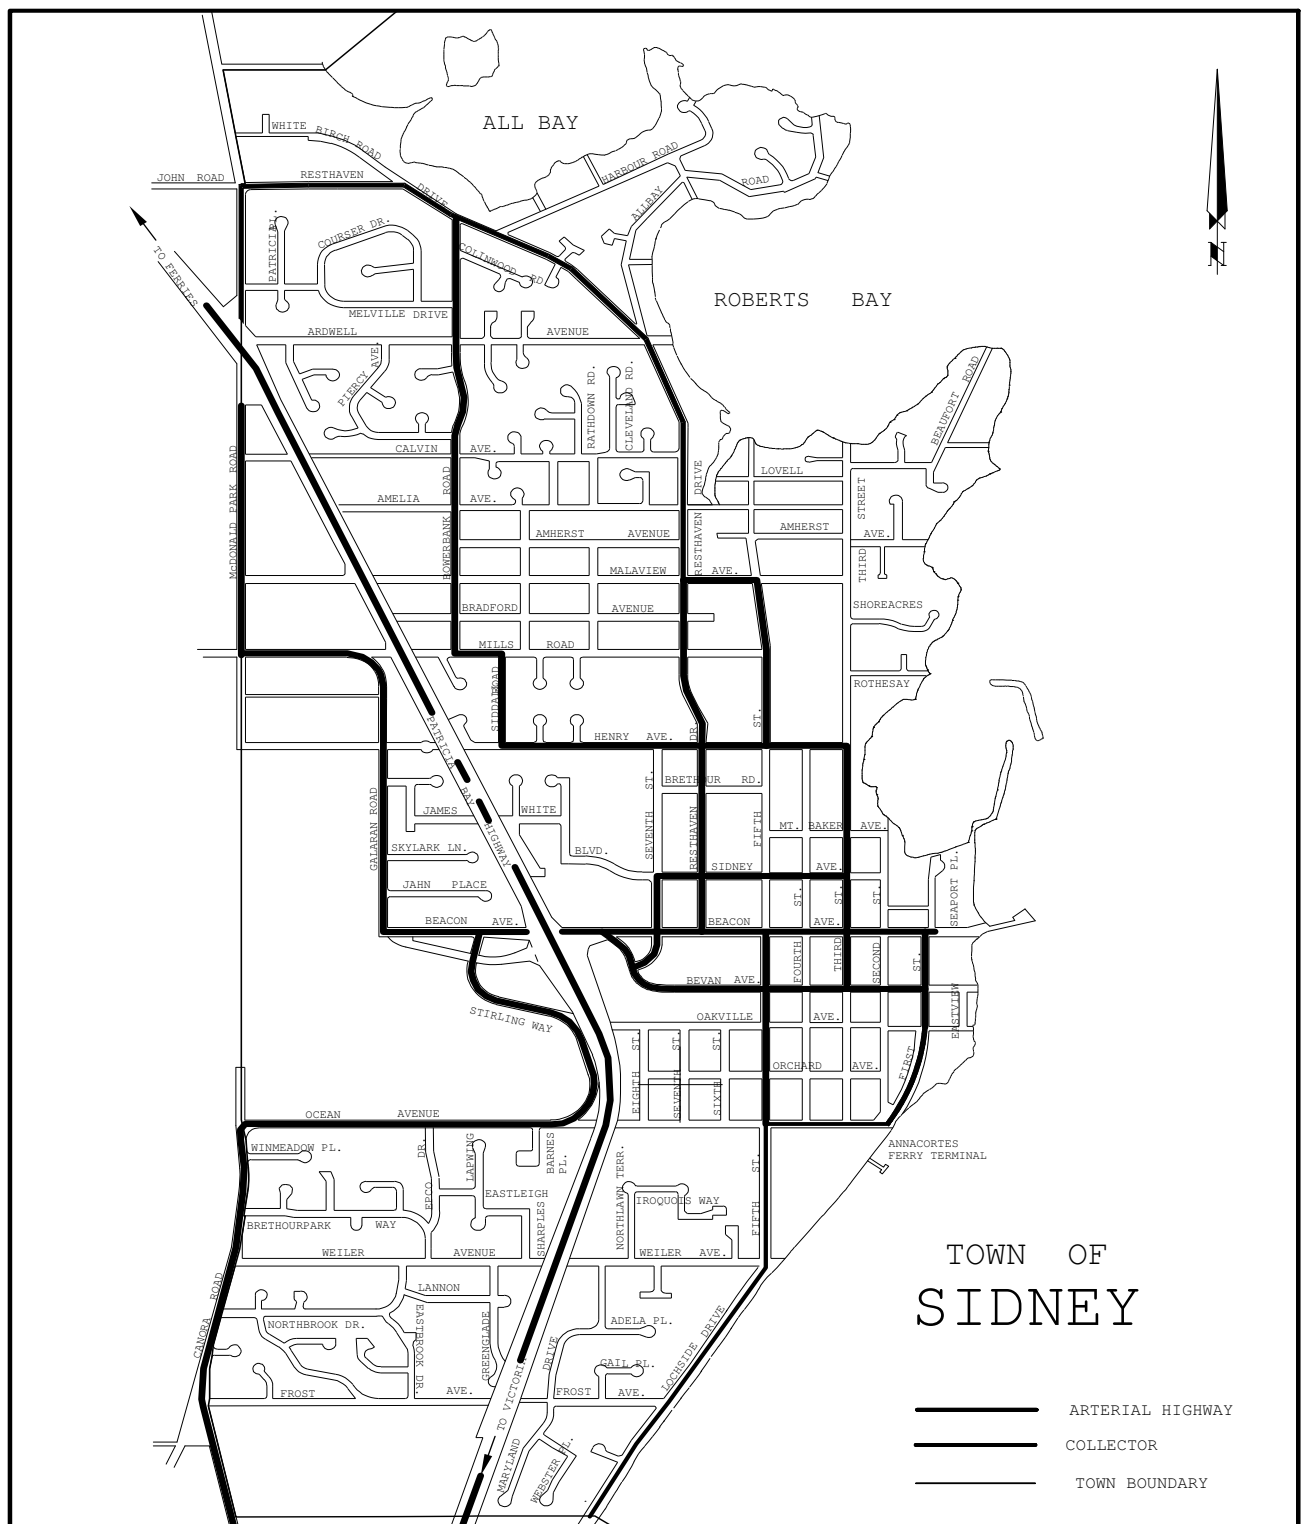 ALL BAY
WHITE BIRCH ROAD
HARBOUR ROAD
JOHN ROAD
RESTHAVEN DRIVE
ROAD
ALLBAY
PATRICIA PL.
COURSER DR.
TO FERRIES
COLINWOOD RD
N
ROBERTS BAY
MELVILLE DRIVE
ARDWELL AVENUE
PIERCY AVE.
RATHDOWN RD.
CLEVELAND RD.
BEAUFORT ROAD
CALVIN AVE.
McDONALD PARK ROAD
BOWERBANK ROAD
LOVELL
RESTHAVEN DRIVE
AMELIA AVE.
THIRD STREET
AMHERST AVENUE
AMHERST AVE.
MALAVIEW AVE.
BRADFORD AVENUE
SHOREACRES
MILLS ROAD
SIDDALL ROAD
ROTHESAY
PATRICIA BAY HIGHWAY
HENRY AVE.
RESTHAVEN DR.
FIFTH ST.
BRETHOUR RD.
SEVENTH ST.
GALARAN ROAD
JAMES WHITE BLVD.
MT. BAKER AVE.
SKYLARK LN.
SIDNEY AVE.
JAHN PLACE
SEAPORT PL.
BEACON AVE.
BEACON AVE.
FOURTH ST.
THIRD ST.
SECOND ST.
FIRST ST.
BEVAN AVE.
STIRLING WAY
OAKVILLE AVE.
EASTVIEW
EIGHTH ST.
SEVENTH ST.
SIXTH ST.
ORCHARD AVE.
OCEAN AVENUE
WINMEADOW PL.
EPCO DR.
LAPWING
BARNES PL.
NORTHLAWN TERR.
FIFTH ST.
ANNACORTES
FERRY TERMINAL
EASTLEIGH
SHARPLES
IROQUOIS WAY
BRETHOURPARK WAY
WEILER AVENUE
WEILER AVE.
CANORA ROAD
LANNON
NORTHBROOK DR.
EASTBROOK DR.
GREENGLADE
ADELA PL.
GAIL PL.
DRIVE
LOCHSIDE DRIVE
FROST AVE.
FROST AVE.
TO VICTORIA
MARYLAND
WEBSTER PL.
TOWN OF
SIDNEY
ARTERIAL HIGHWAY
COLLECTOR
TOWN BOUNDARY